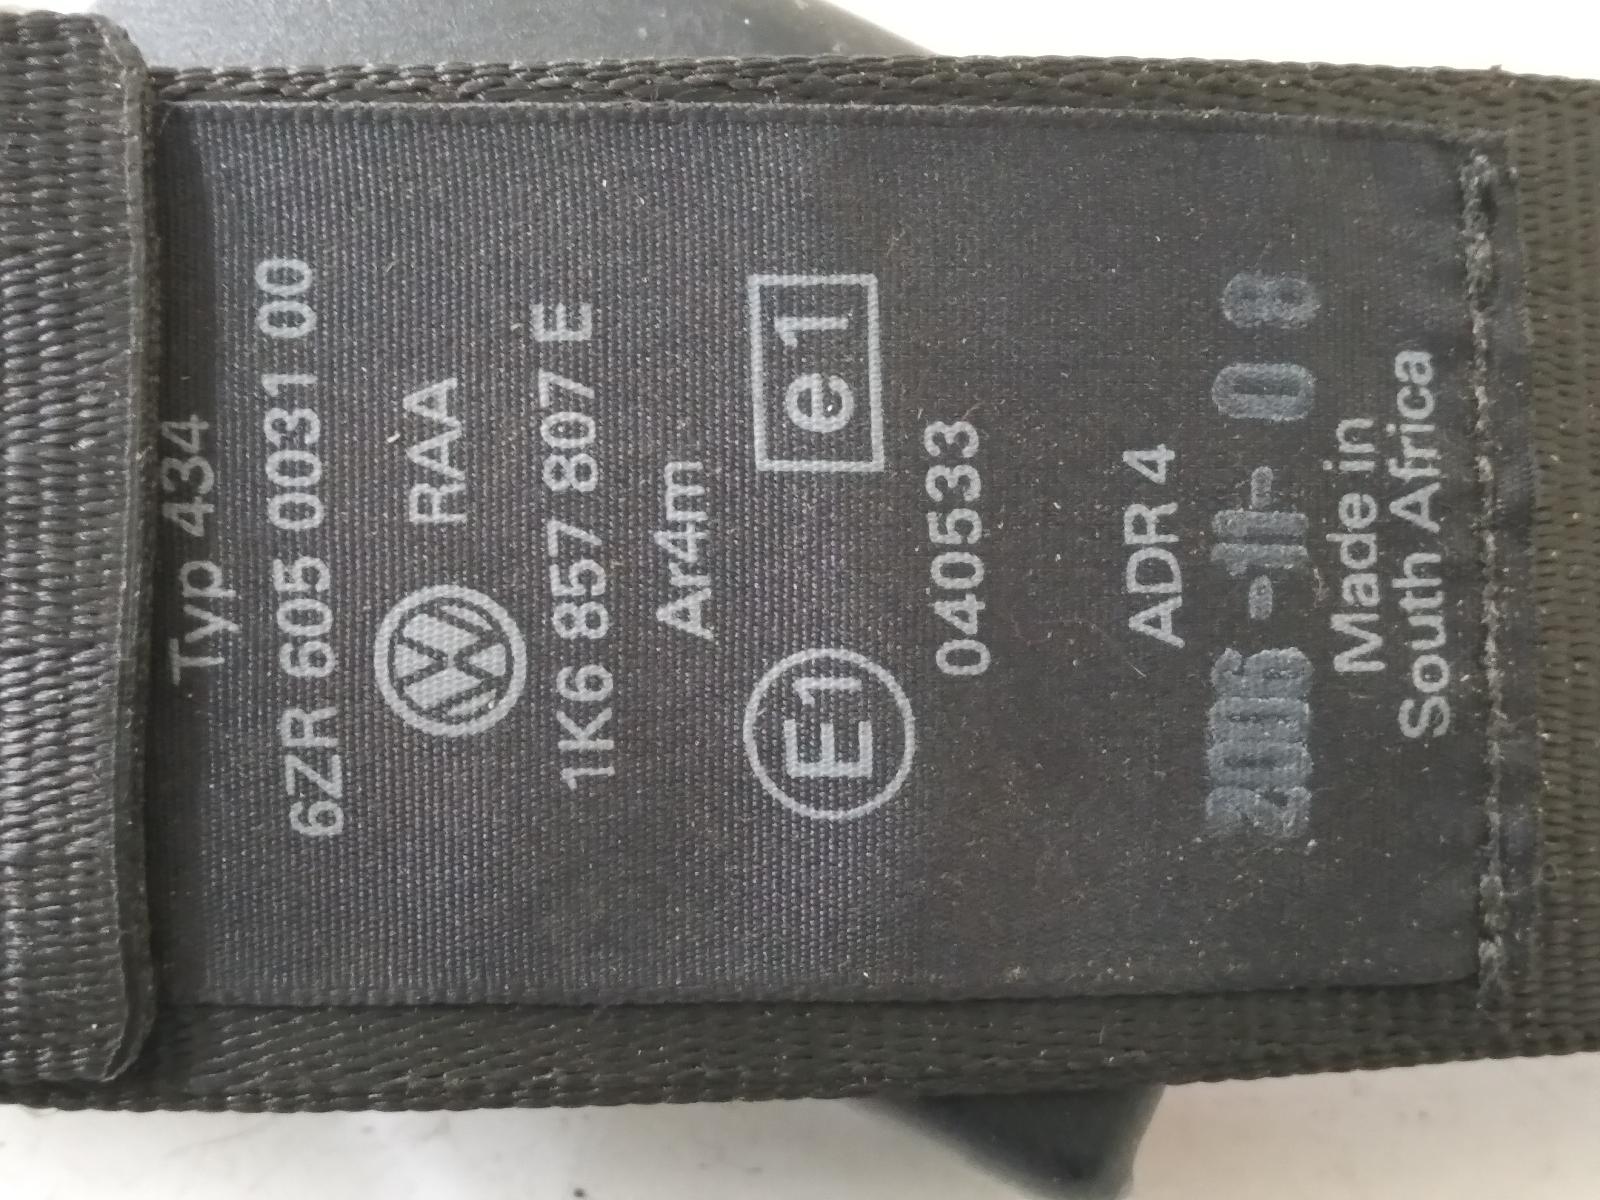 Typ 434
6ZR 605 0031 00
RAA
1K6 857 807 E
Ar4m
E1 e1
040533
ADR 4
2006 -11- 08
Made in
South Africa